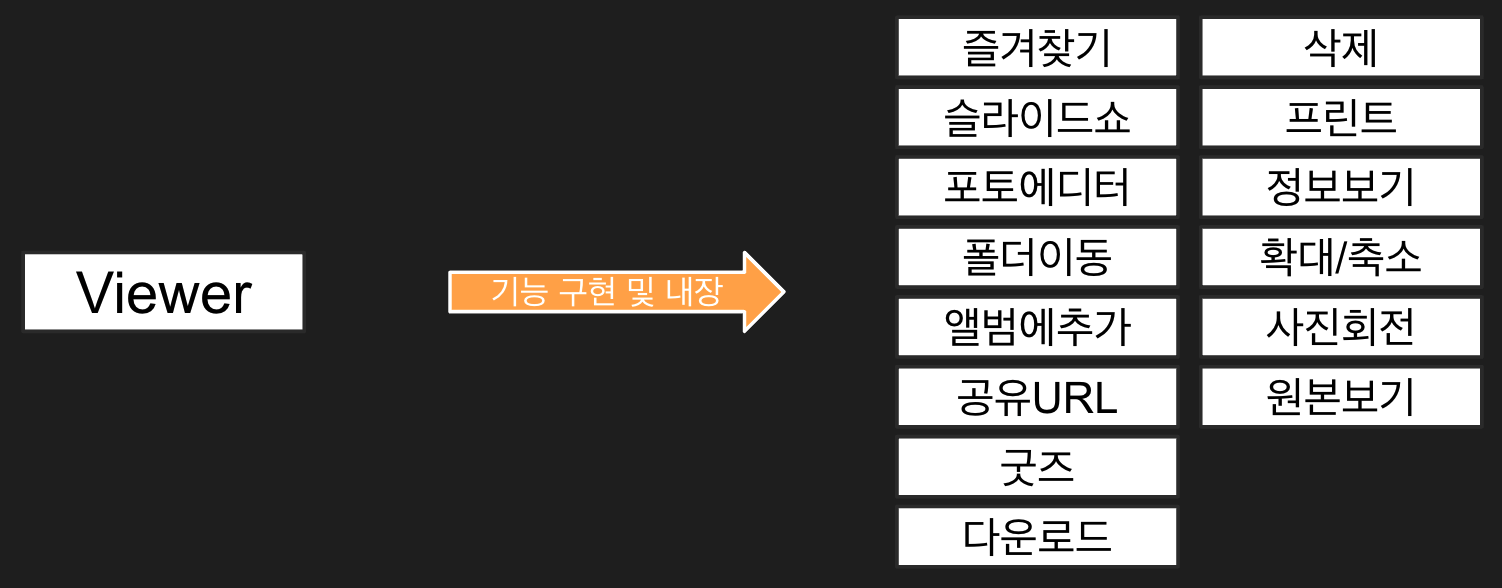 Viewer
기능 구현 및 내장
즐겨찾기
슬라이드쇼
포토에디터
폴더이동
앨범에추가
공유URL
굿즈
다운로드
삭제
프린트
정보보기
확대/축소
사진회전
원본보기